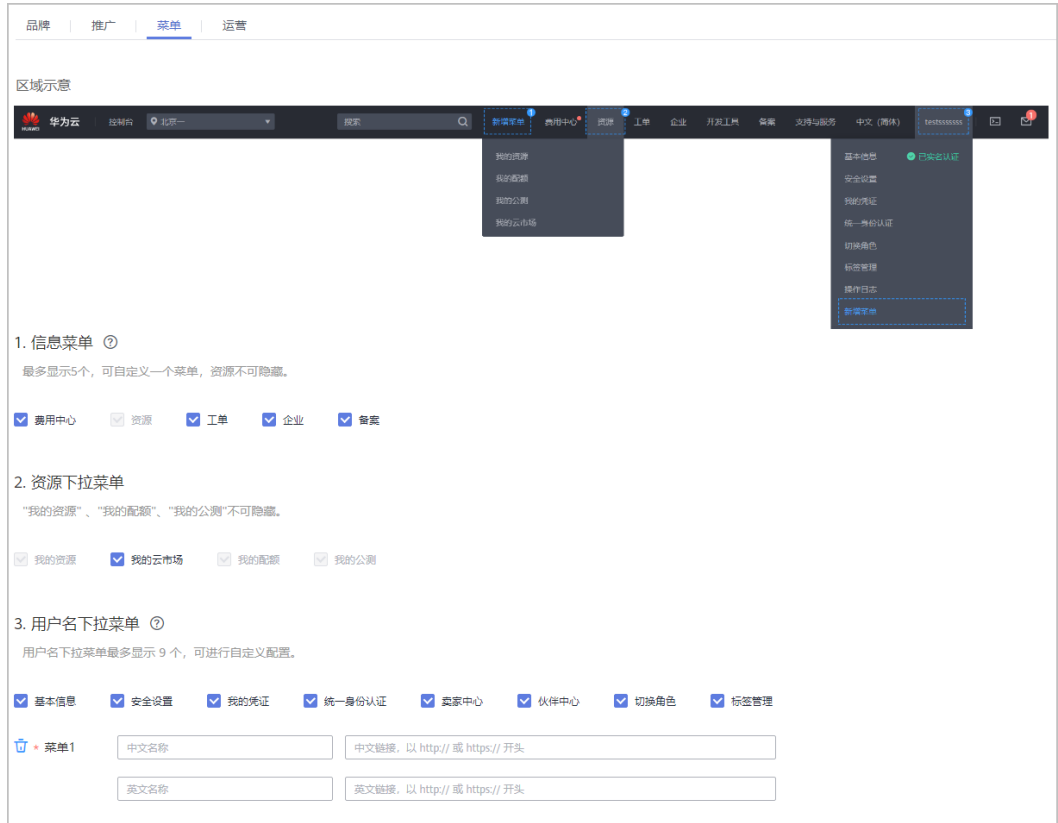 品牌 推广 菜单 运营
区域示意
HUAWEI 华为云 控制台 北京一 搜索 新增菜单 1 费用中心 资源 2 工单 企业 开发工具 备案 支持与服务 中文（简体） testsssssss 3 1
我的资源
我的配额
我的公测
我的云市场
基本信息 已实名认证
安全设置
我的凭证
统一身份认证
切换角色
标签管理
操作日志
新增菜单
1. 信息菜单 ?
最多显示5个，可自定义一个菜单，资源不可隐藏。
费用中心 资源 工单 企业 备案
2. 资源下拉菜单
"我的资源" 、"我的配额"、"我的公测"不可隐藏。
我的资源 我的云市场 我的配额 我的公测
3. 用户名下拉菜单 ?
用户名下拉菜单最多显示 9 个，可进行自定义配置。
基本信息 安全设置 我的凭证 统一身份认证 卖家中心 伙伴中心 切换角色 标签管理
* 菜单1 中文名称 中文链接，以 http:// 或 https:// 开头
英文名称 英文链接，以 http:// 或 https:// 开头